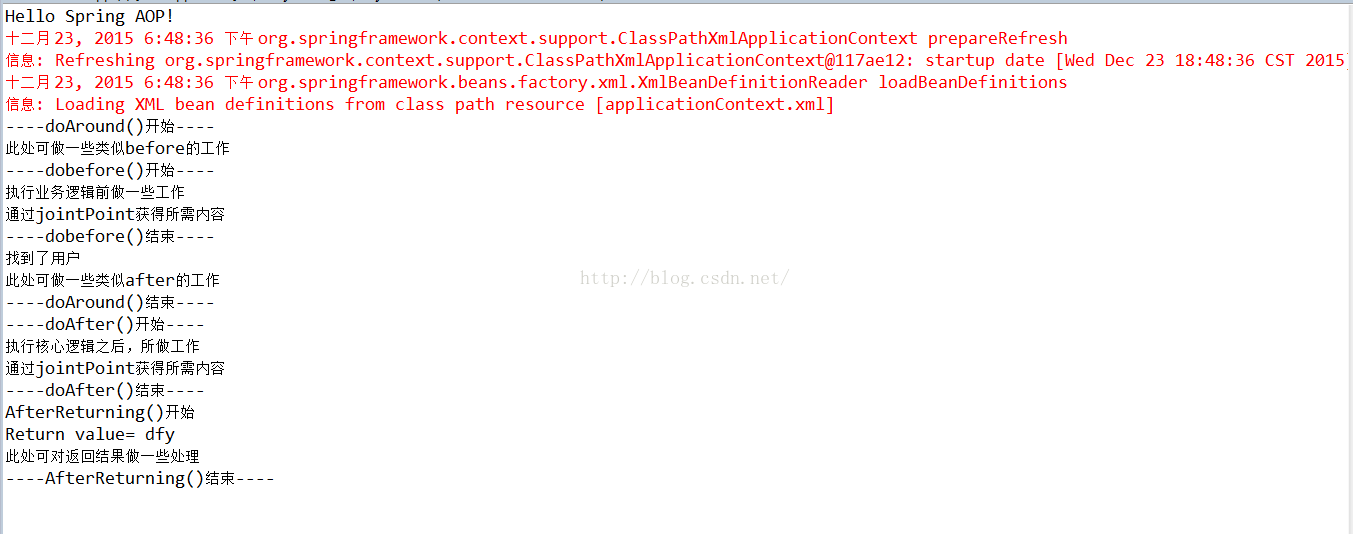 Hello Spring AOP!
十二月 23, 2015 6:48:36 下午 org.springframework.context.support.ClassPathXmlApplicationContext prepareRefresh
信息: Refreshing org.springframework.context.support.ClassPathXmlApplicationContext@117ae12: startup date [Wed Dec 23 18:48:36 CST 2015]
十二月 23, 2015 6:48:36 下午 org.springframework.beans.factory.xml.XmlBeanDefinitionReader loadBeanDefinitions
信息: Loading XML bean definitions from class path resource [applicationContext.xml]
----doAround()开始----
此处可做一些类似before的工作
----dobefore()开始----
执行业务逻辑前做一些工作
通过jointPoint获得所需内容
----dobefore()结束----
找到了用户
http://blog.csdn.net/
此处可做一些类似after的工作
----doAround()结束----
----doAfter()开始----
执行核心逻辑之后，所做工作
通过jointPoint获得所需内容
----doAfter()结束----
AfterReturning()开始
Return value= dfy
此处可对返回结果做一些处理
----AfterReturning()结束----